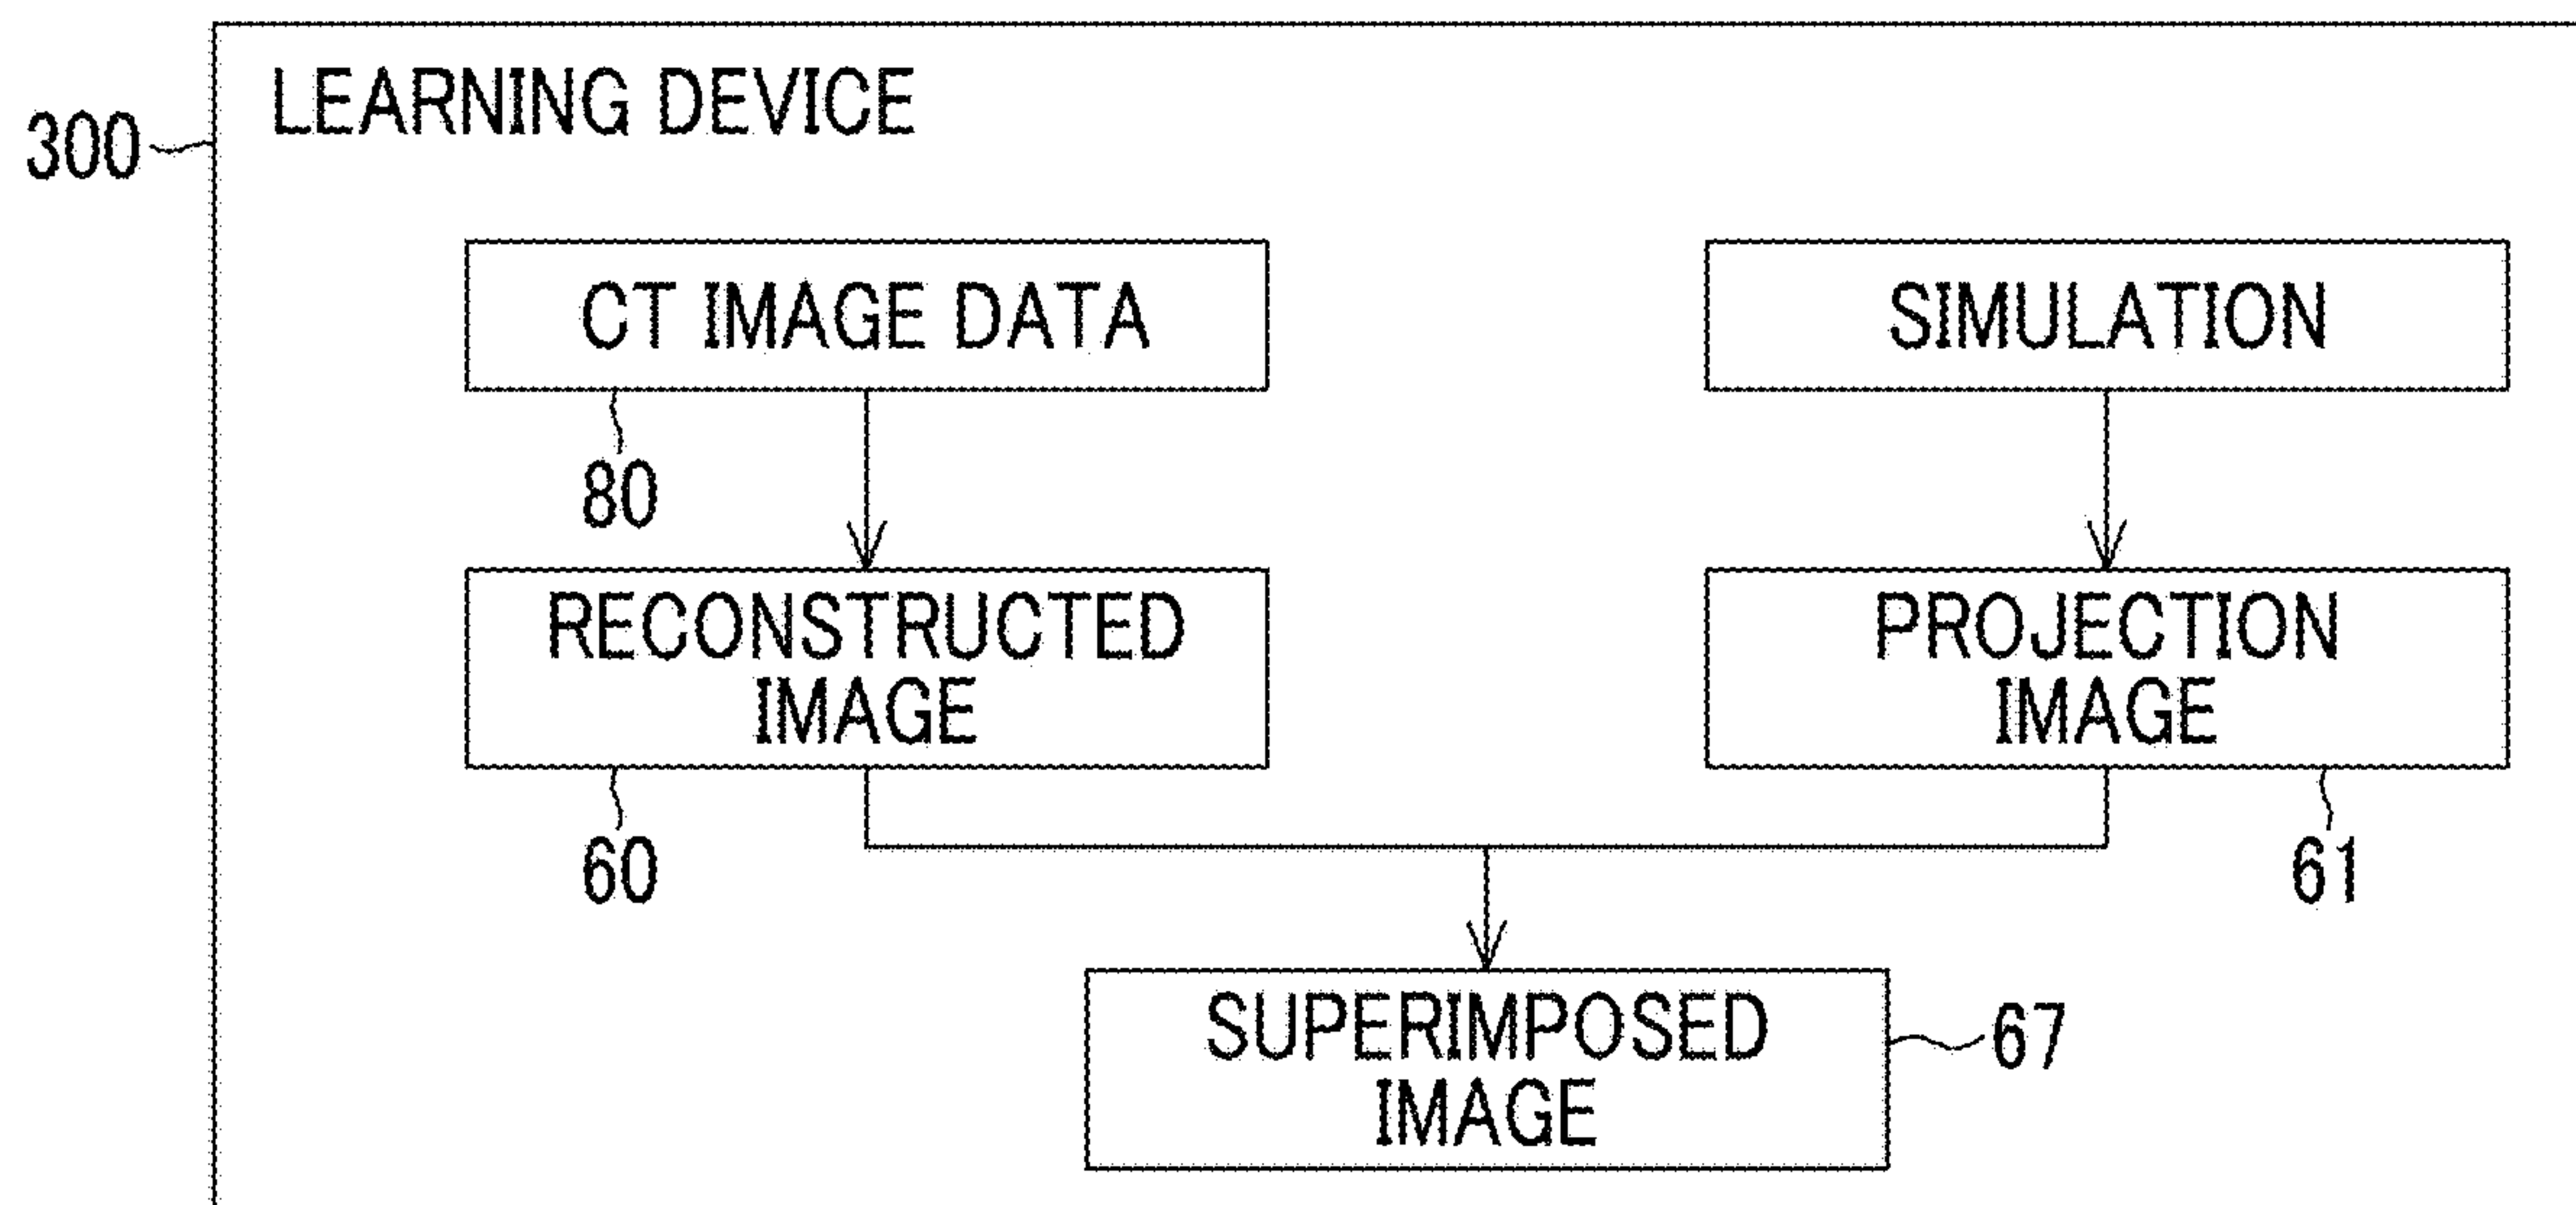 LEARNING DEVICE
300
CT IMAGE DATA
SIMULATION
80
RECONSTRUCTED
IMAGE
PROJECTION
IMAGE
60
61
SUPERIMPOSED
IMAGE
67